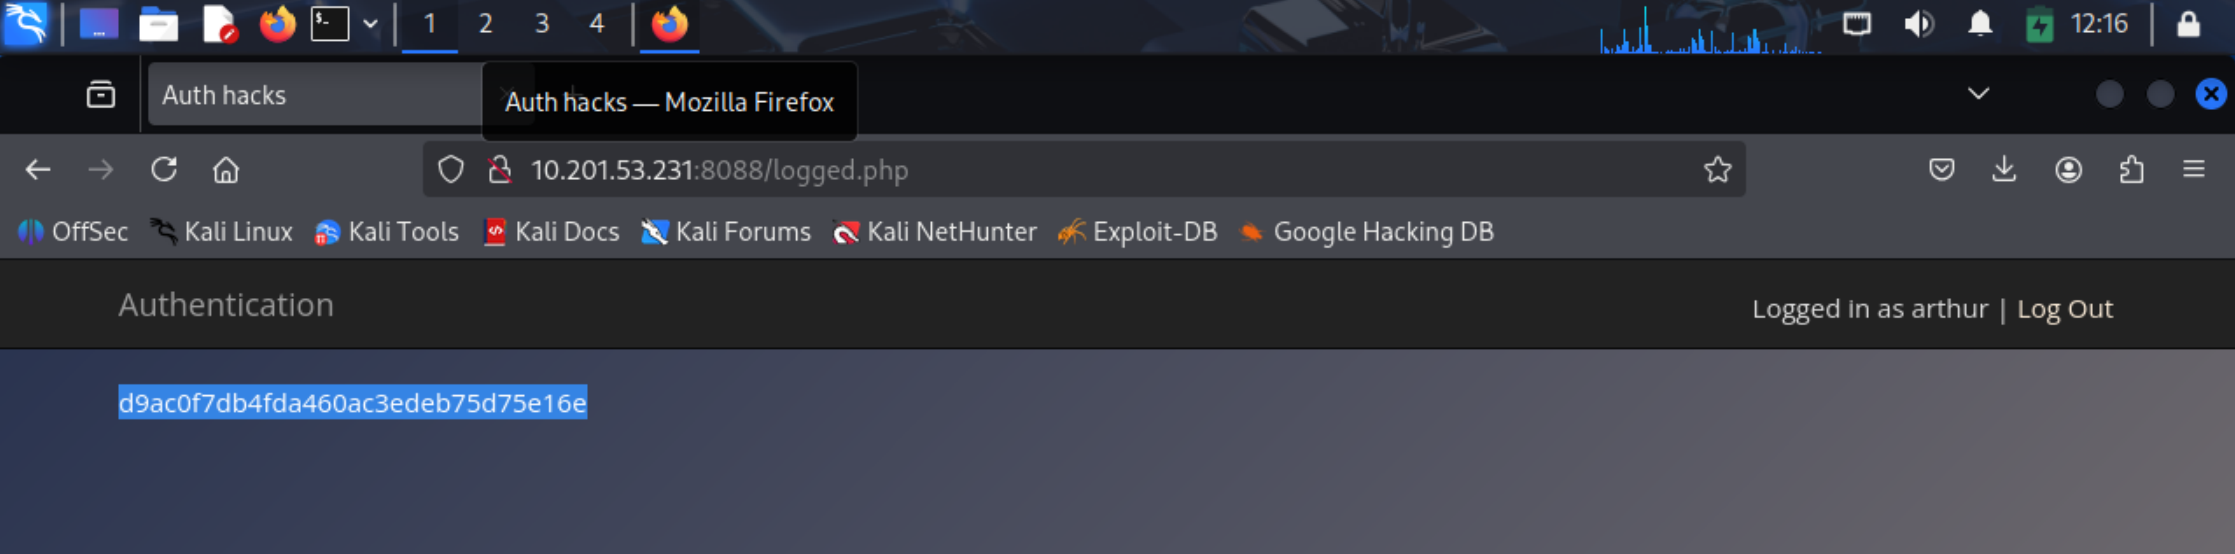 1 2 3 4 12:16
Auth hacks
Auth hacks — Mozilla Firefox
10.201.53.231:8088/logged.php
OffSec Kali Linux Kali Tools Kali Docs Kali Forums Kali NetHunter Exploit-DB Google Hacking DB
Authentication Logged in as arthur | Log Out
d9ac0f7db4fda460ac3edeb75d75e16e